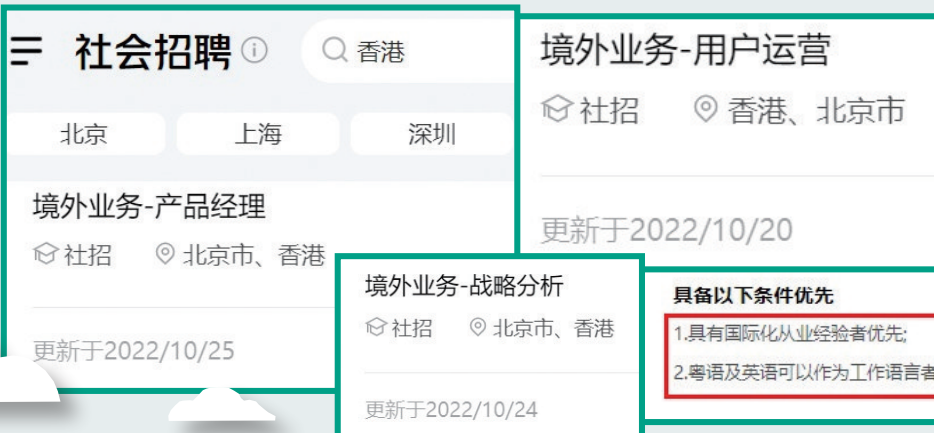 社会招聘
香港
北京 上海 深圳
境外业务-产品经理
社招 北京市、香港
更新于2022/10/25
境外业务-用户运营
社招 香港、北京市
更新于2022/10/20
境外业务-战略分析
社招 北京市、香港
更新于2022/10/24
具备以下条件优先
1.具有国际化从业经验者优先;
2.粤语及英语可以作为工作语言者